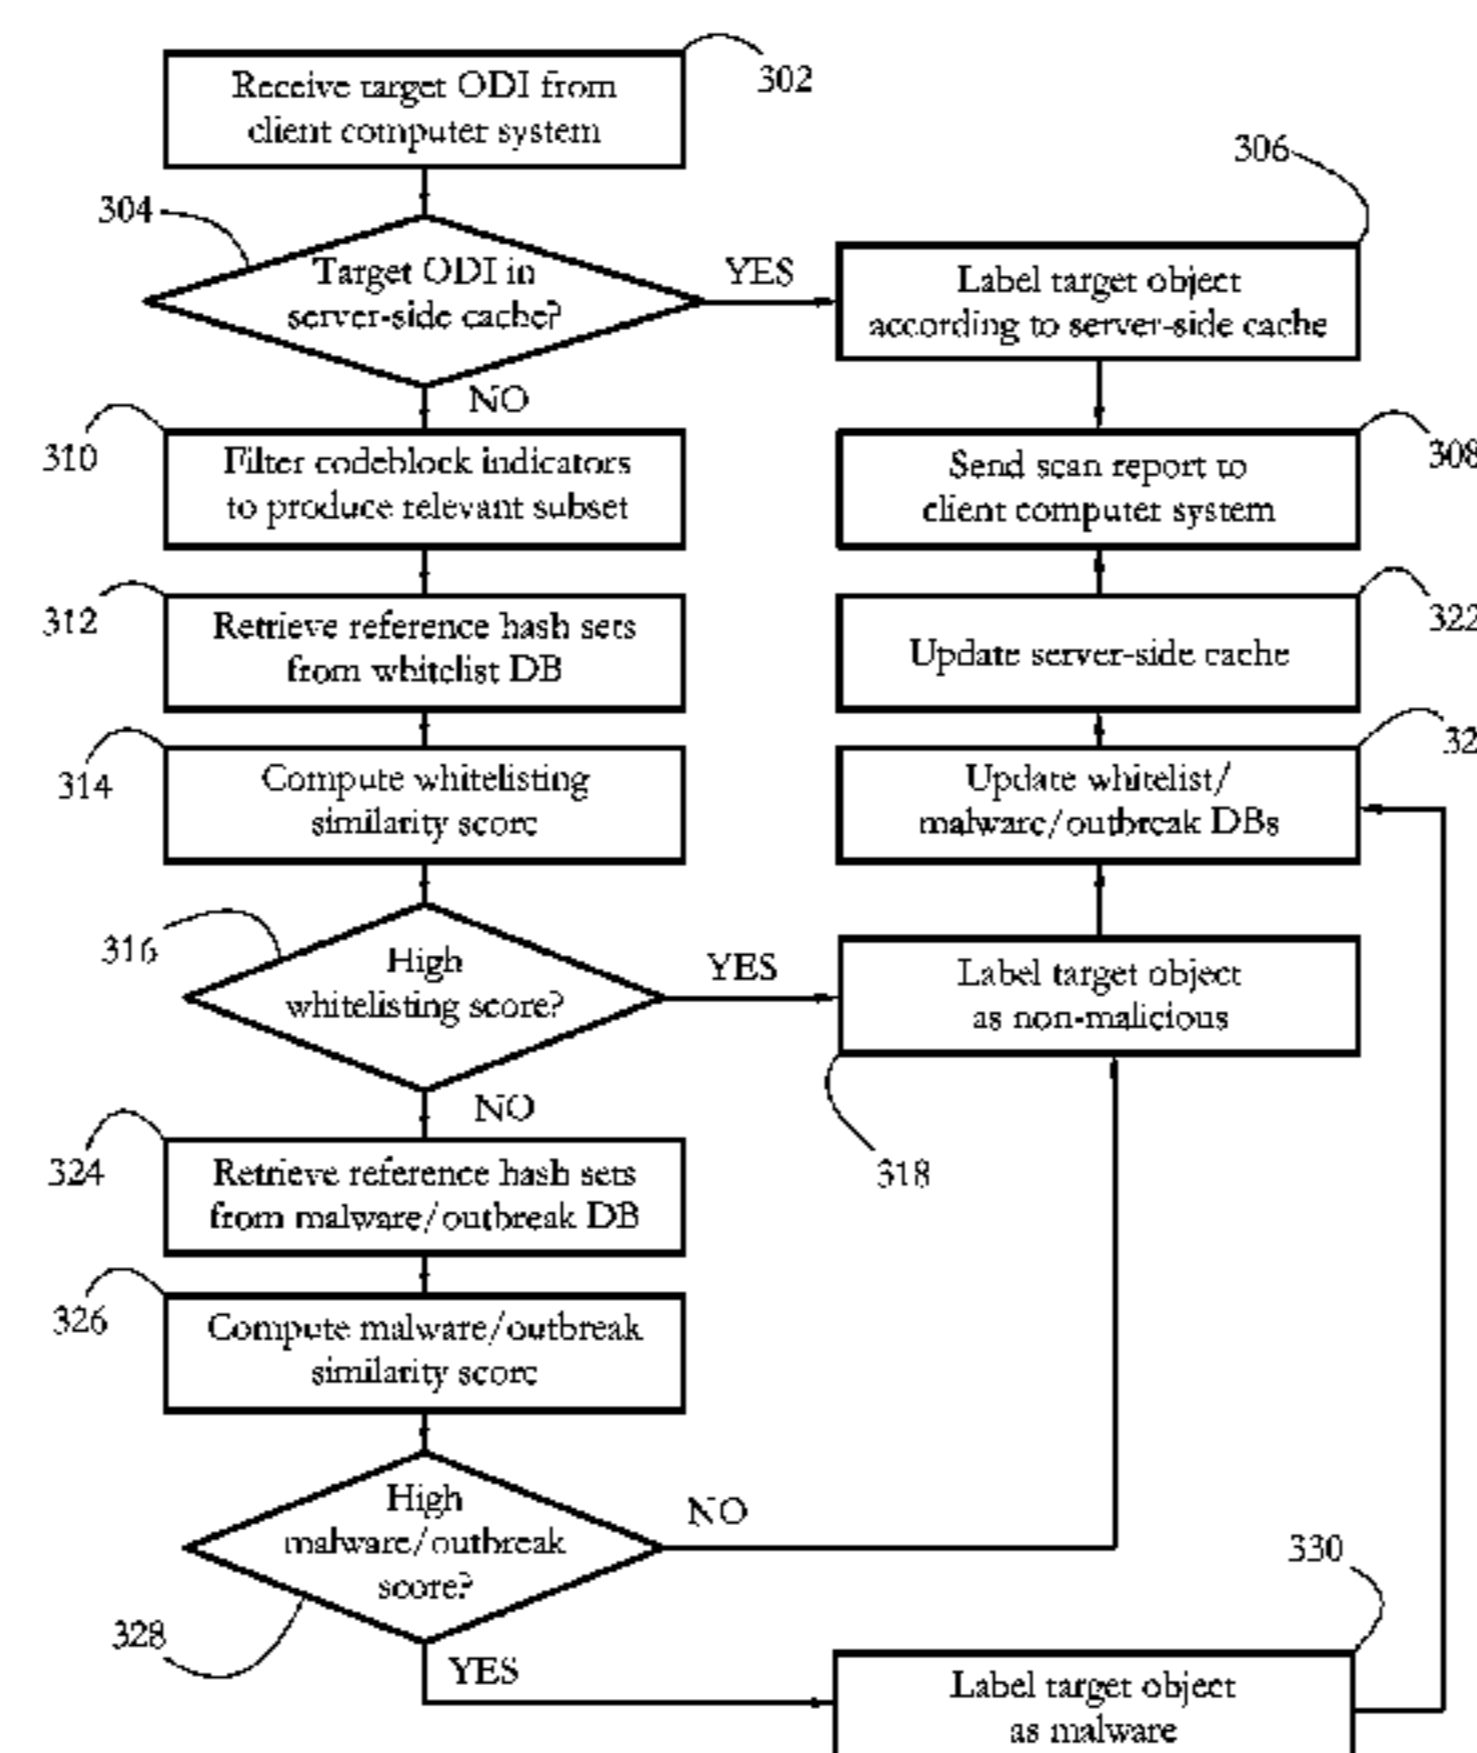 302
Receive target ODI from
client computer system
304
Target ODI in
server-side cache?
YES
NO
306
Label target object
according to server-side cache
310
Filter codeblock indicators
to produce relevant subset
308
Send scan report to
client computer system
312
Retrieve reference hash sets
from whitelist DB
322
Update server-side cache
314
Compute whitelisting
similarity score
32
Update whitelist/
malware/outbreak DBs
316
High
whitelisting score?
YES
NO
Label target object
as non-malicious
318
324
Retrieve reference hash sets
from malware/outbreak DB
326
Compute malware/outbreak
similarity score
High
malware/outbreak
score?
NO
328
YES
330
Label target object
as malware